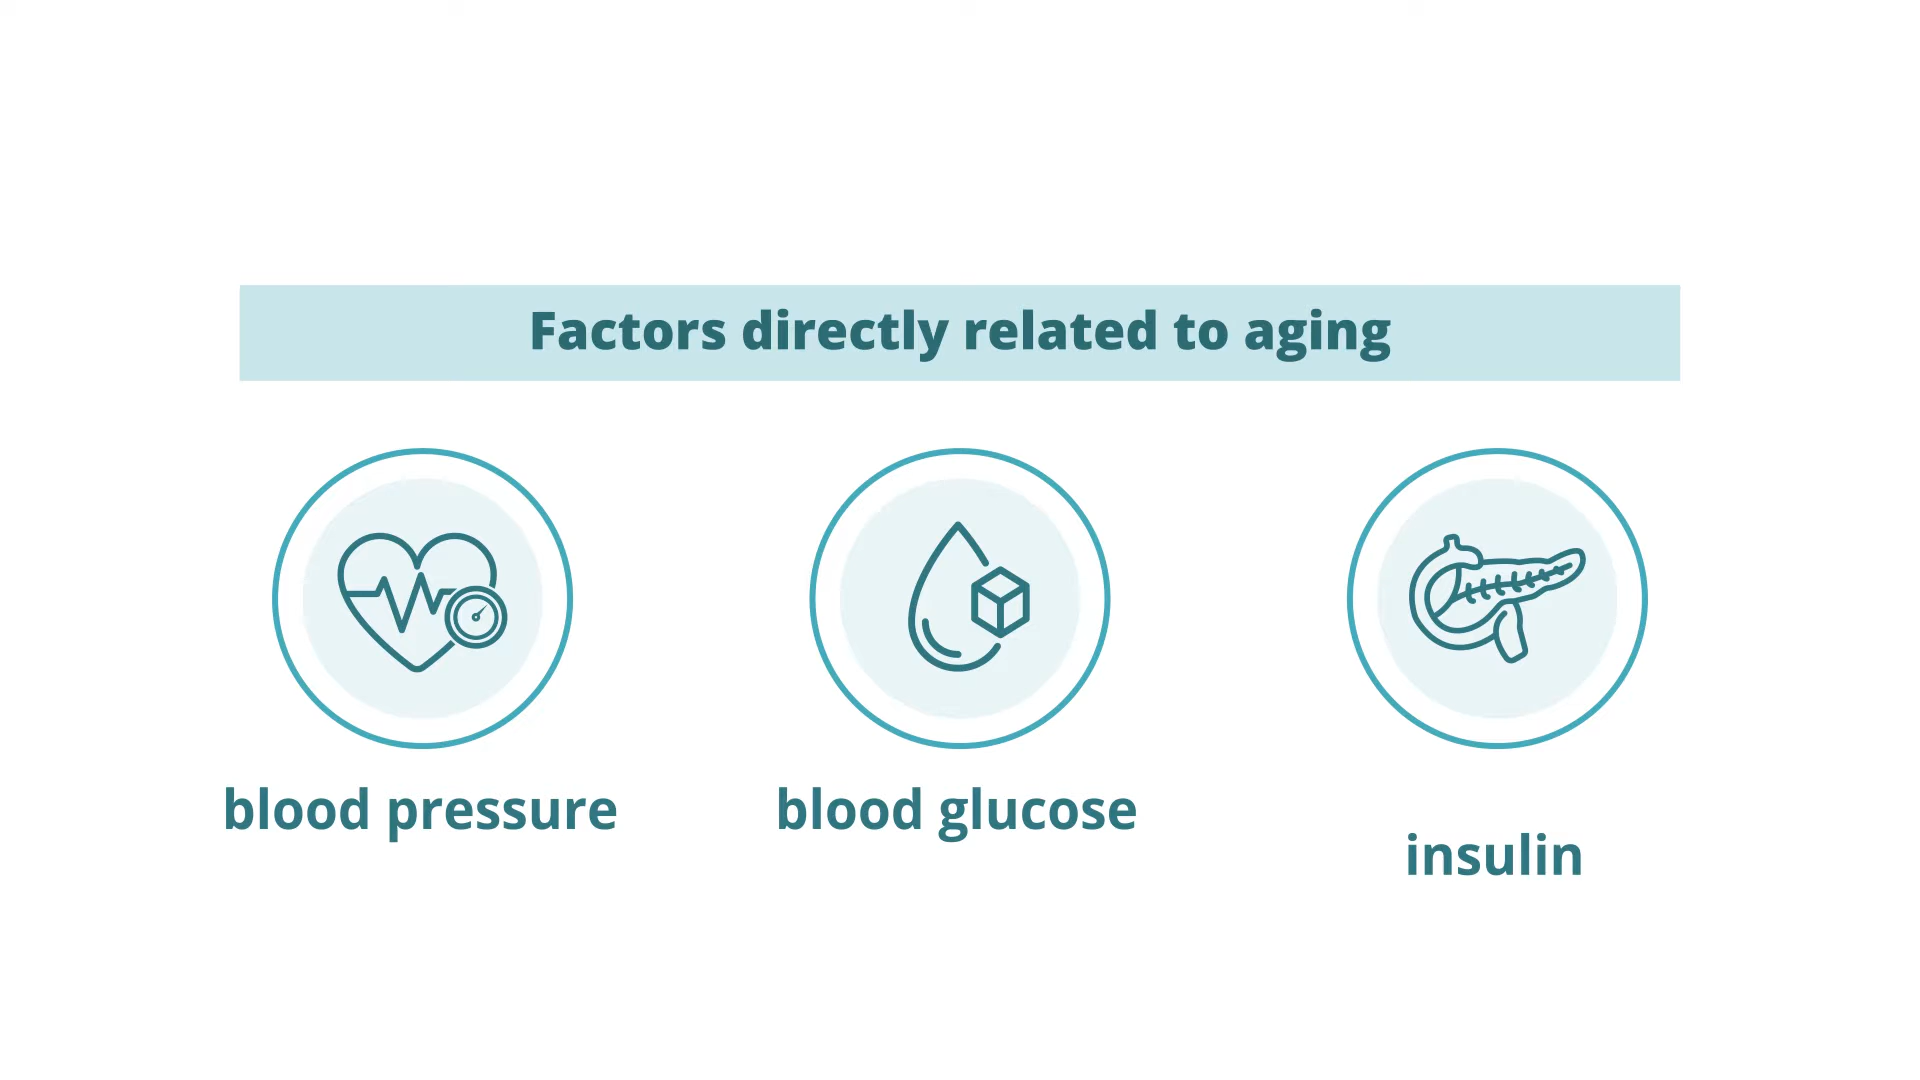 Factors directly related to aging
blood pressure
blood glucose
insulin